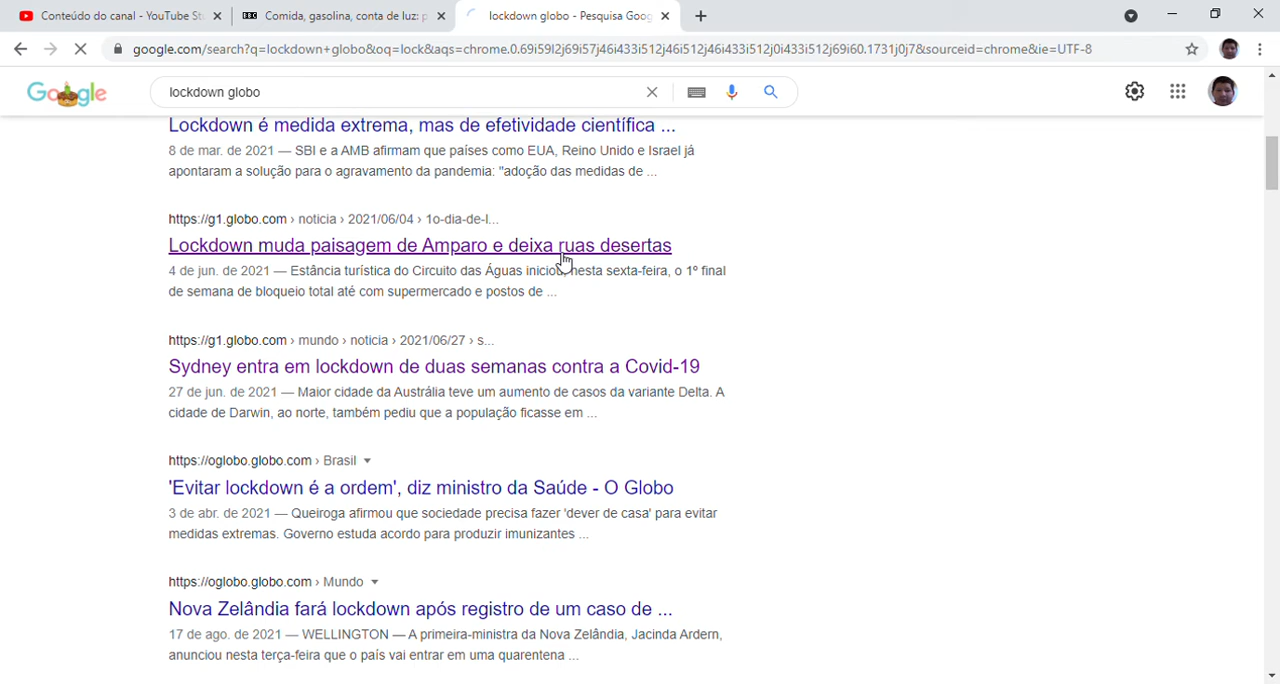 Conteúdo do canal - YouTube St
Comida, gasolina, conta de luz: p
lockdown globo - Pesquisa Goog
google.com/search?q=lockdown+globo&oq=lock&aqs=chrome.0.69i59l2j69i57j46i433i512j46i512j46i433i512j0i433i512j69i60.1731j0j7&sourceid=chrome&ie=UTF-8
Google
lockdown globo
Lockdown é medida extrema, mas de efetividade científica ...
8 de mar. de 2021 — SBI e a AMB afirmam que países como EUA, Reino Unido e Israel já
apontaram a solução para o agravamento da pandemia: "adoção das medidas de ...
https://g1.globo.com › noticia › 2021/06/04 › 1o-dia-de-l...
Lockdown muda paisagem de Amparo e deixa ruas desertas
4 de jun. de 2021 — Estância turística do Circuito das Águas iniciou nesta sexta-feira, o 1º final
de semana de bloqueio total até com supermercado e postos de ...
https://g1.globo.com › mundo › noticia › 2021/06/27 › s...
Sydney entra em lockdown de duas semanas contra a Covid-19
27 de jun. de 2021 — Maior cidade da Austrália teve um aumento de casos da variante Delta. A
cidade de Darwin, ao norte, também pediu que a população ficasse em ...
https://oglobo.globo.com › Brasil
'Evitar lockdown é a ordem', diz ministro da Saúde - O Globo
3 de abr. de 2021 — Queiroga afirmou que sociedade precisa fazer 'dever de casa' para evitar
medidas extremas. Governo estuda acordo para produzir imunizantes ...
https://oglobo.globo.com › Mundo
Nova Zelândia fará lockdown após registro de um caso de ...
17 de ago. de 2021 — WELLINGTON — A primeira-ministra da Nova Zelândia, Jacinda Ardern,
anunciou nesta terça-feira que o país vai entrar em uma quarentena ...